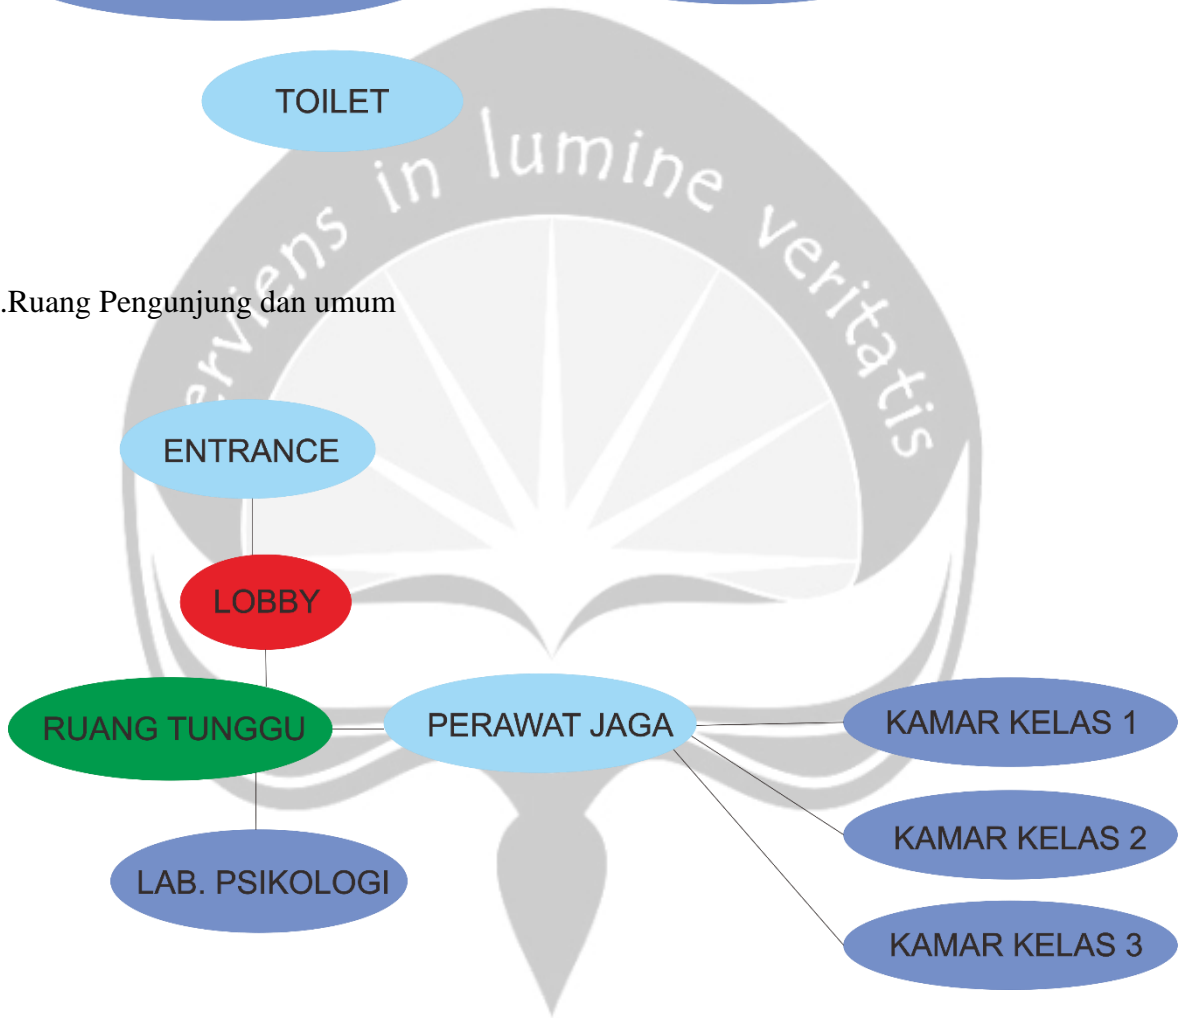 TOILET
erviens in lumine veritatis
.Ruang Pengunjung dan umum
ENTRANCE
LOBBY
RUANG TUNGGU
PERAWAT JAGA
KAMAR KELAS 1
KAMAR KELAS 2
LAB. PSIKOLOGI
KAMAR KELAS 3